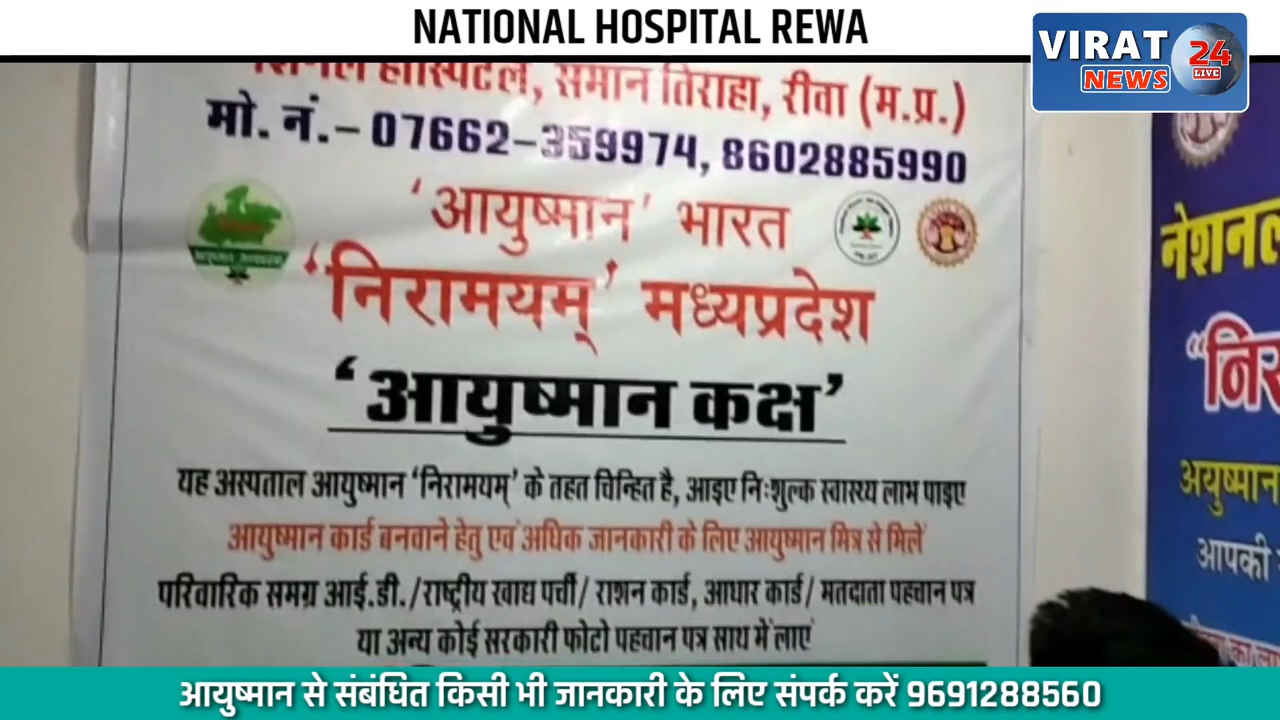 NATIONAL HOSPITAL REWA
VIRAT
24
NEWS
LIVE
हॉस्पिटल, समान तिराहा, रीवा (म.प्र.)
मो. नं.– 07662–359974, 8602885990
‘आयुष्मान’ भारत
‘निरामयम्’ मध्यप्रदेश
‘आयुष्मान कक्ष’
यह अस्पताल आयुष्मान ‘निरामयम्’ के तहत चिन्हित है, आइए निःशुल्क स्वास्थ्य लाभ पाइए
आयुष्मान कार्ड बनवाने हेतु एवं अधिक जानकारी के लिए आयुष्मान मित्र से मिलें
परिवारिक समग्र आई.डी./राष्ट्रीय खाद्य पर्ची/ राशन कार्ड, आधार कार्ड/ मतदाता पहचान पत्र
या अन्य कोई सरकारी फोटो पहचान पत्र साथ में लाएं
नेशनल
“निर
अयुष्मान
आपकी
आयुष्मान से संबंधित किसी भी जानकारी के लिए संपर्क करें 9691288560